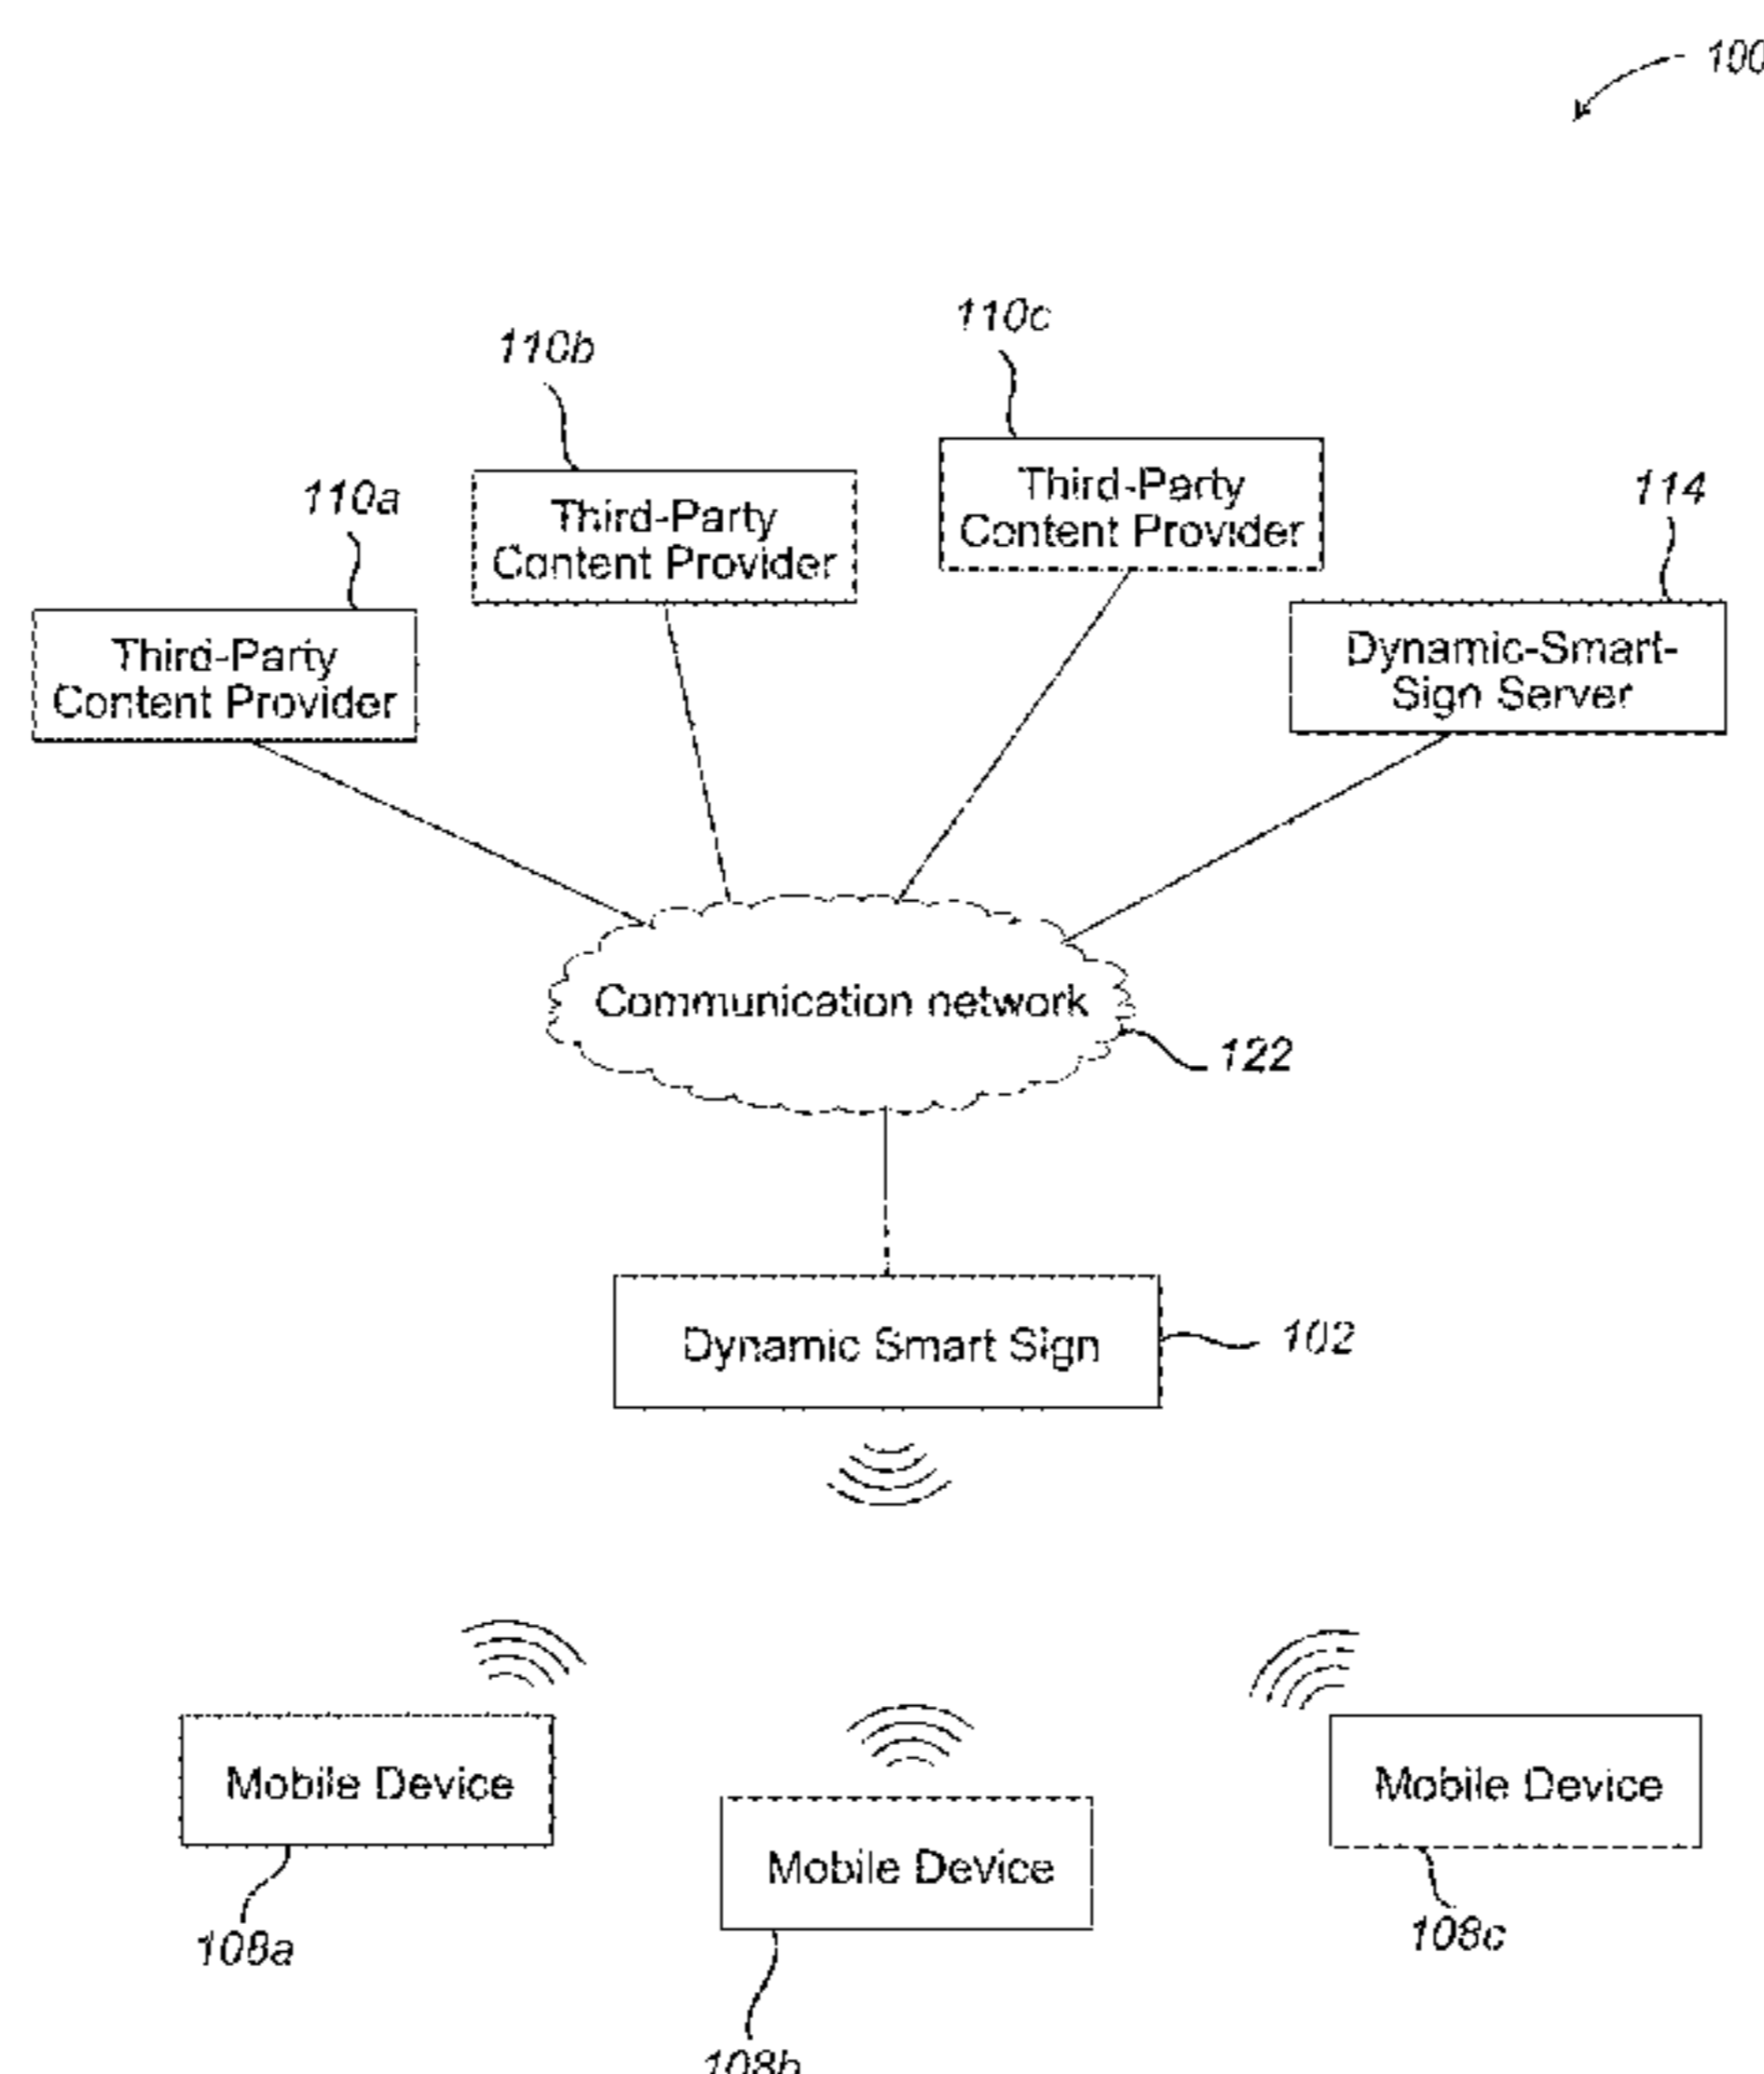 100
110c
110b
Third-Party
Content Provider
110a
Third-Party
Content Provider
114
Third-Party
Content Provider
Dynamic-Smart-
Sign Server
Communication network
122
Dynamic Smart Sign
102
Mobile Device
Mobile Device
Mobile Device
108a
108c
108b